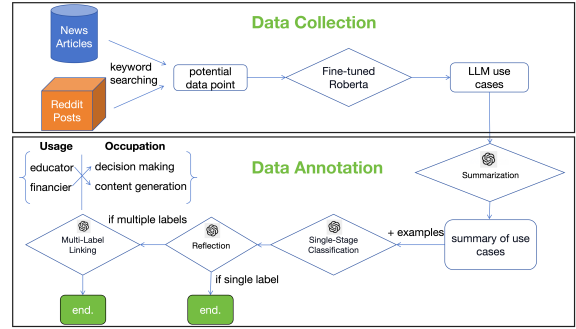 Data Collection
News
Articles
keyword
searching
Reddit
Posts
potential
data point
Fine-tuned
Roberta
LLM use
cases
Data Annotation
Usage
Occupation
educator
decision making
financier
content generation
Summarization
summary of use
cases
+ examples
Single-Stage
Classification
Reflection
if multiple labels
Multi-Label
Linking
if single label
end.
end.